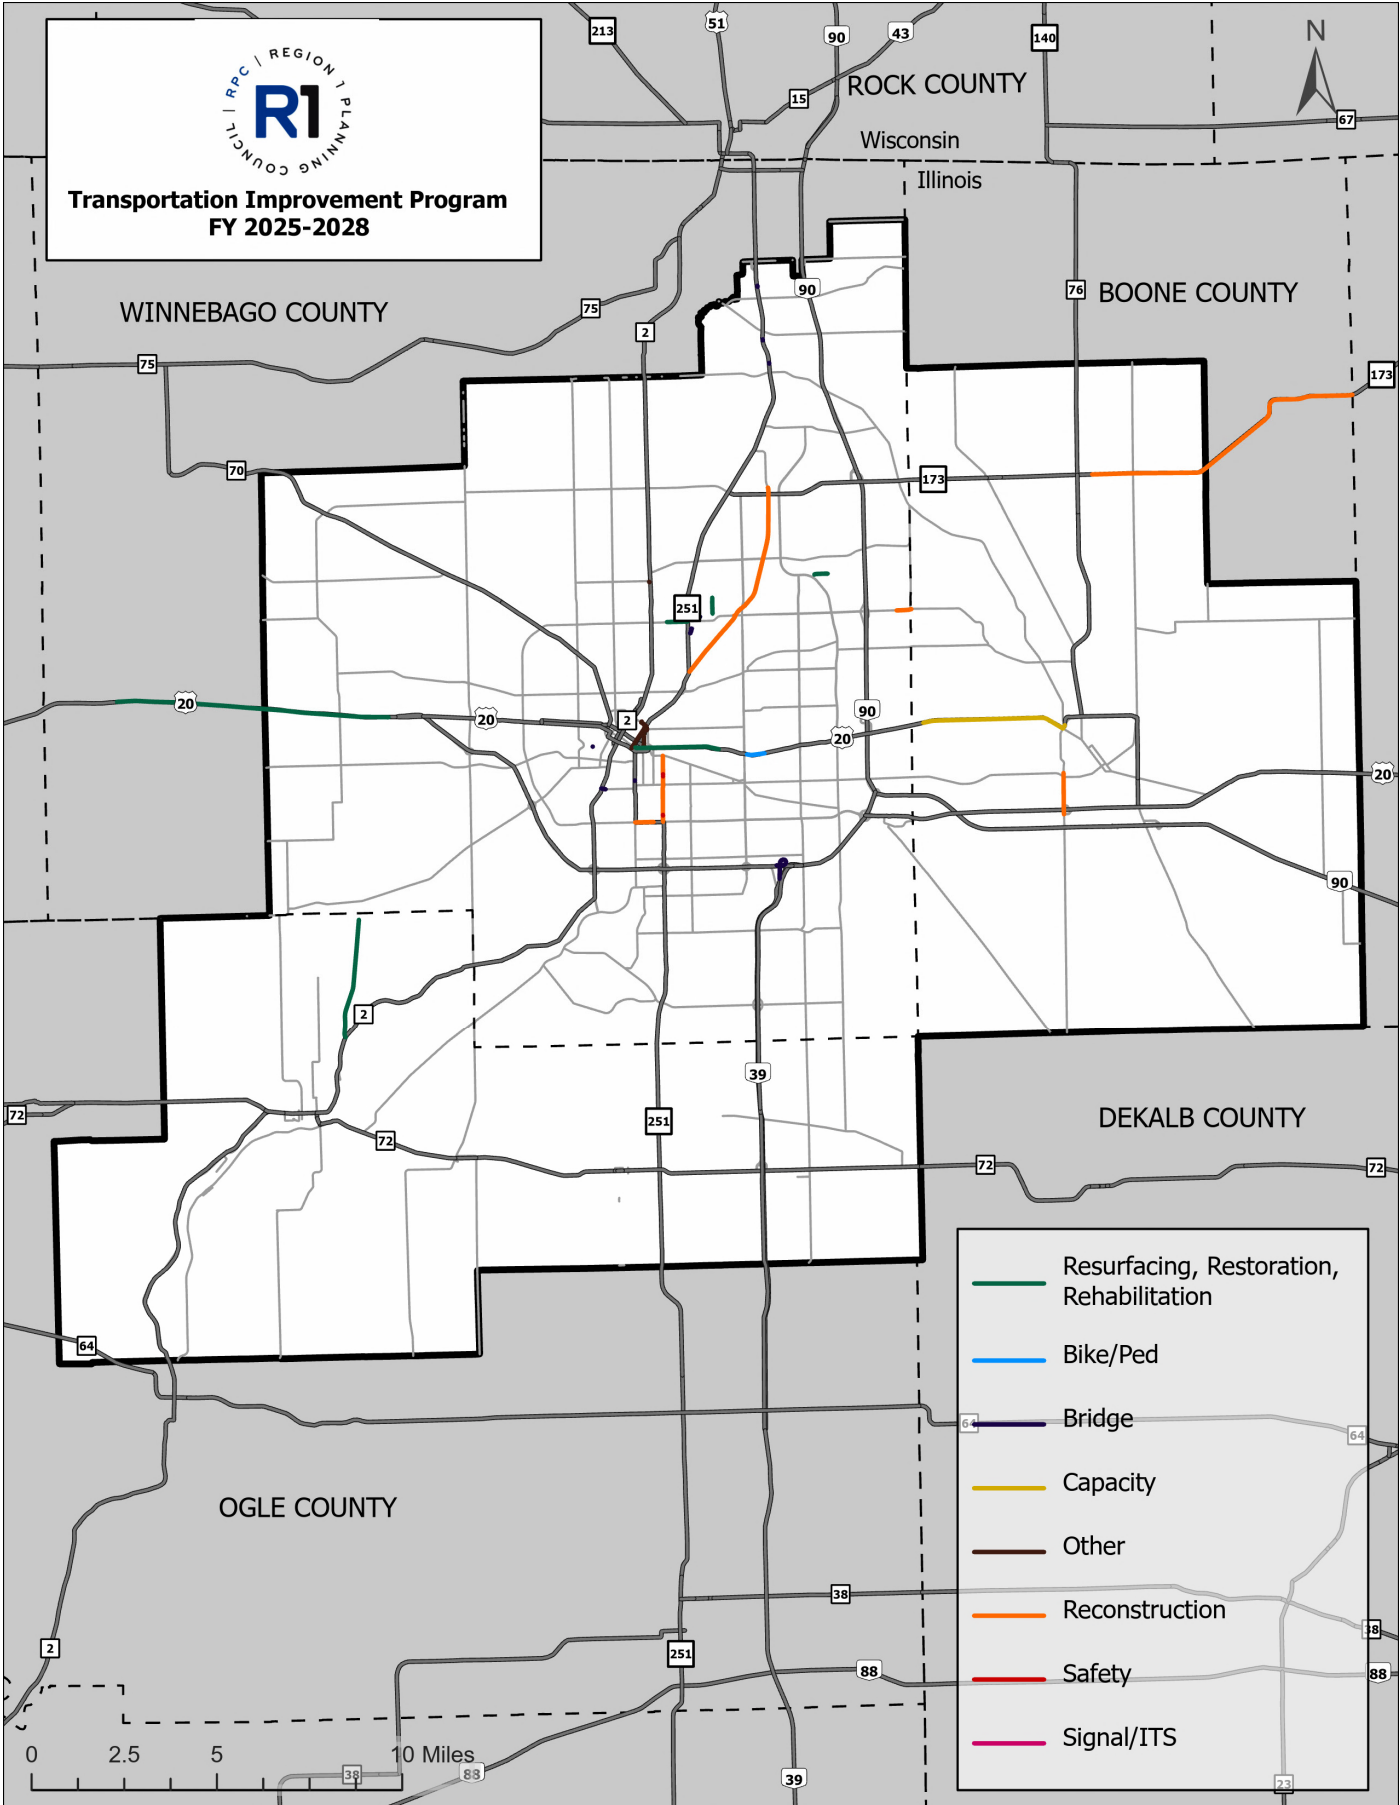 RPC | REGION 1 PLANNING COUNCIL |
R1
Transportation Improvement Program
FY 2025-2028
N
213
51
90
43
140
15
ROCK COUNTY
67
Wisconsin
Illinois
WINNEBAGO COUNTY
75
2
90
76
BOONE COUNTY
75
173
70
173
251
20
20
2
90
20
20
90
2
39
72
251
DEKALB COUNTY
72
72
72
64
Resurfacing, Restoration,
Rehabilitation
Bike/Ped
64
Bridge
64
Capacity
OGLE COUNTY
Other
38
Reconstruction
38
2
251
88
Safety
88
Signal/ITS
0 2.5 5 10 Miles
38
88
39
23